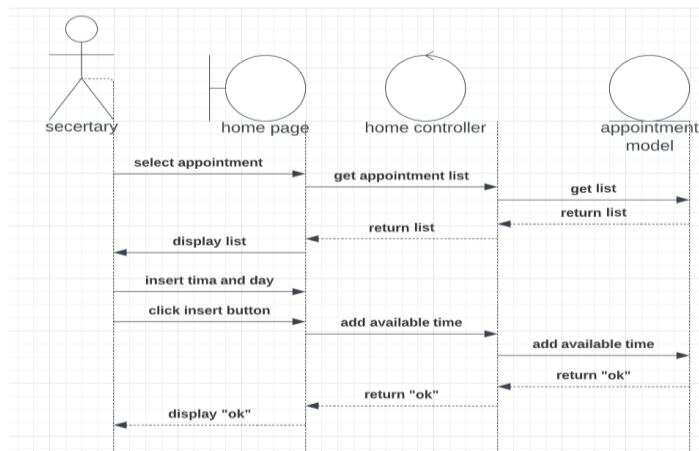 secertary
home page
home controller
appointment
model
select appointment
get appointment list
get list
return list
return list
display list
insert tima and day
click insert button
add available time
add available time
return "ok"
return "ok"
display "ok"